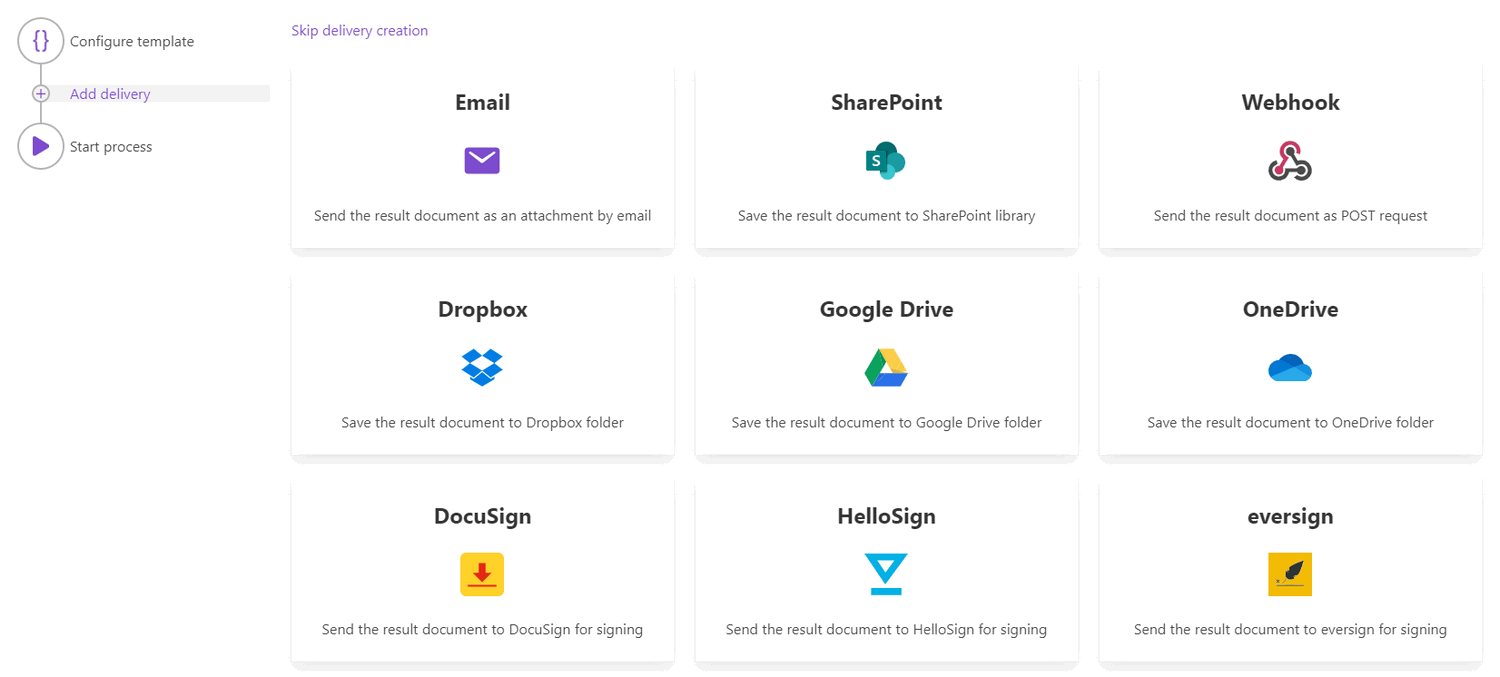 Configure template
Add delivery
Start process
Skip delivery creation
Email
Send the result document as an attachment by email
SharePoint
S
Save the result document to SharePoint library
Webhook
Send the result document as POST request
Dropbox
Save the result document to Dropbox folder
Google Drive
Save the result document to Google Drive folder
OneDrive
Save the result document to OneDrive folder
DocuSign
Send the result document to DocuSign for signing
HelloSign
Send the result document to HelloSign for signing
eversign
Send the result document to eversign for signing